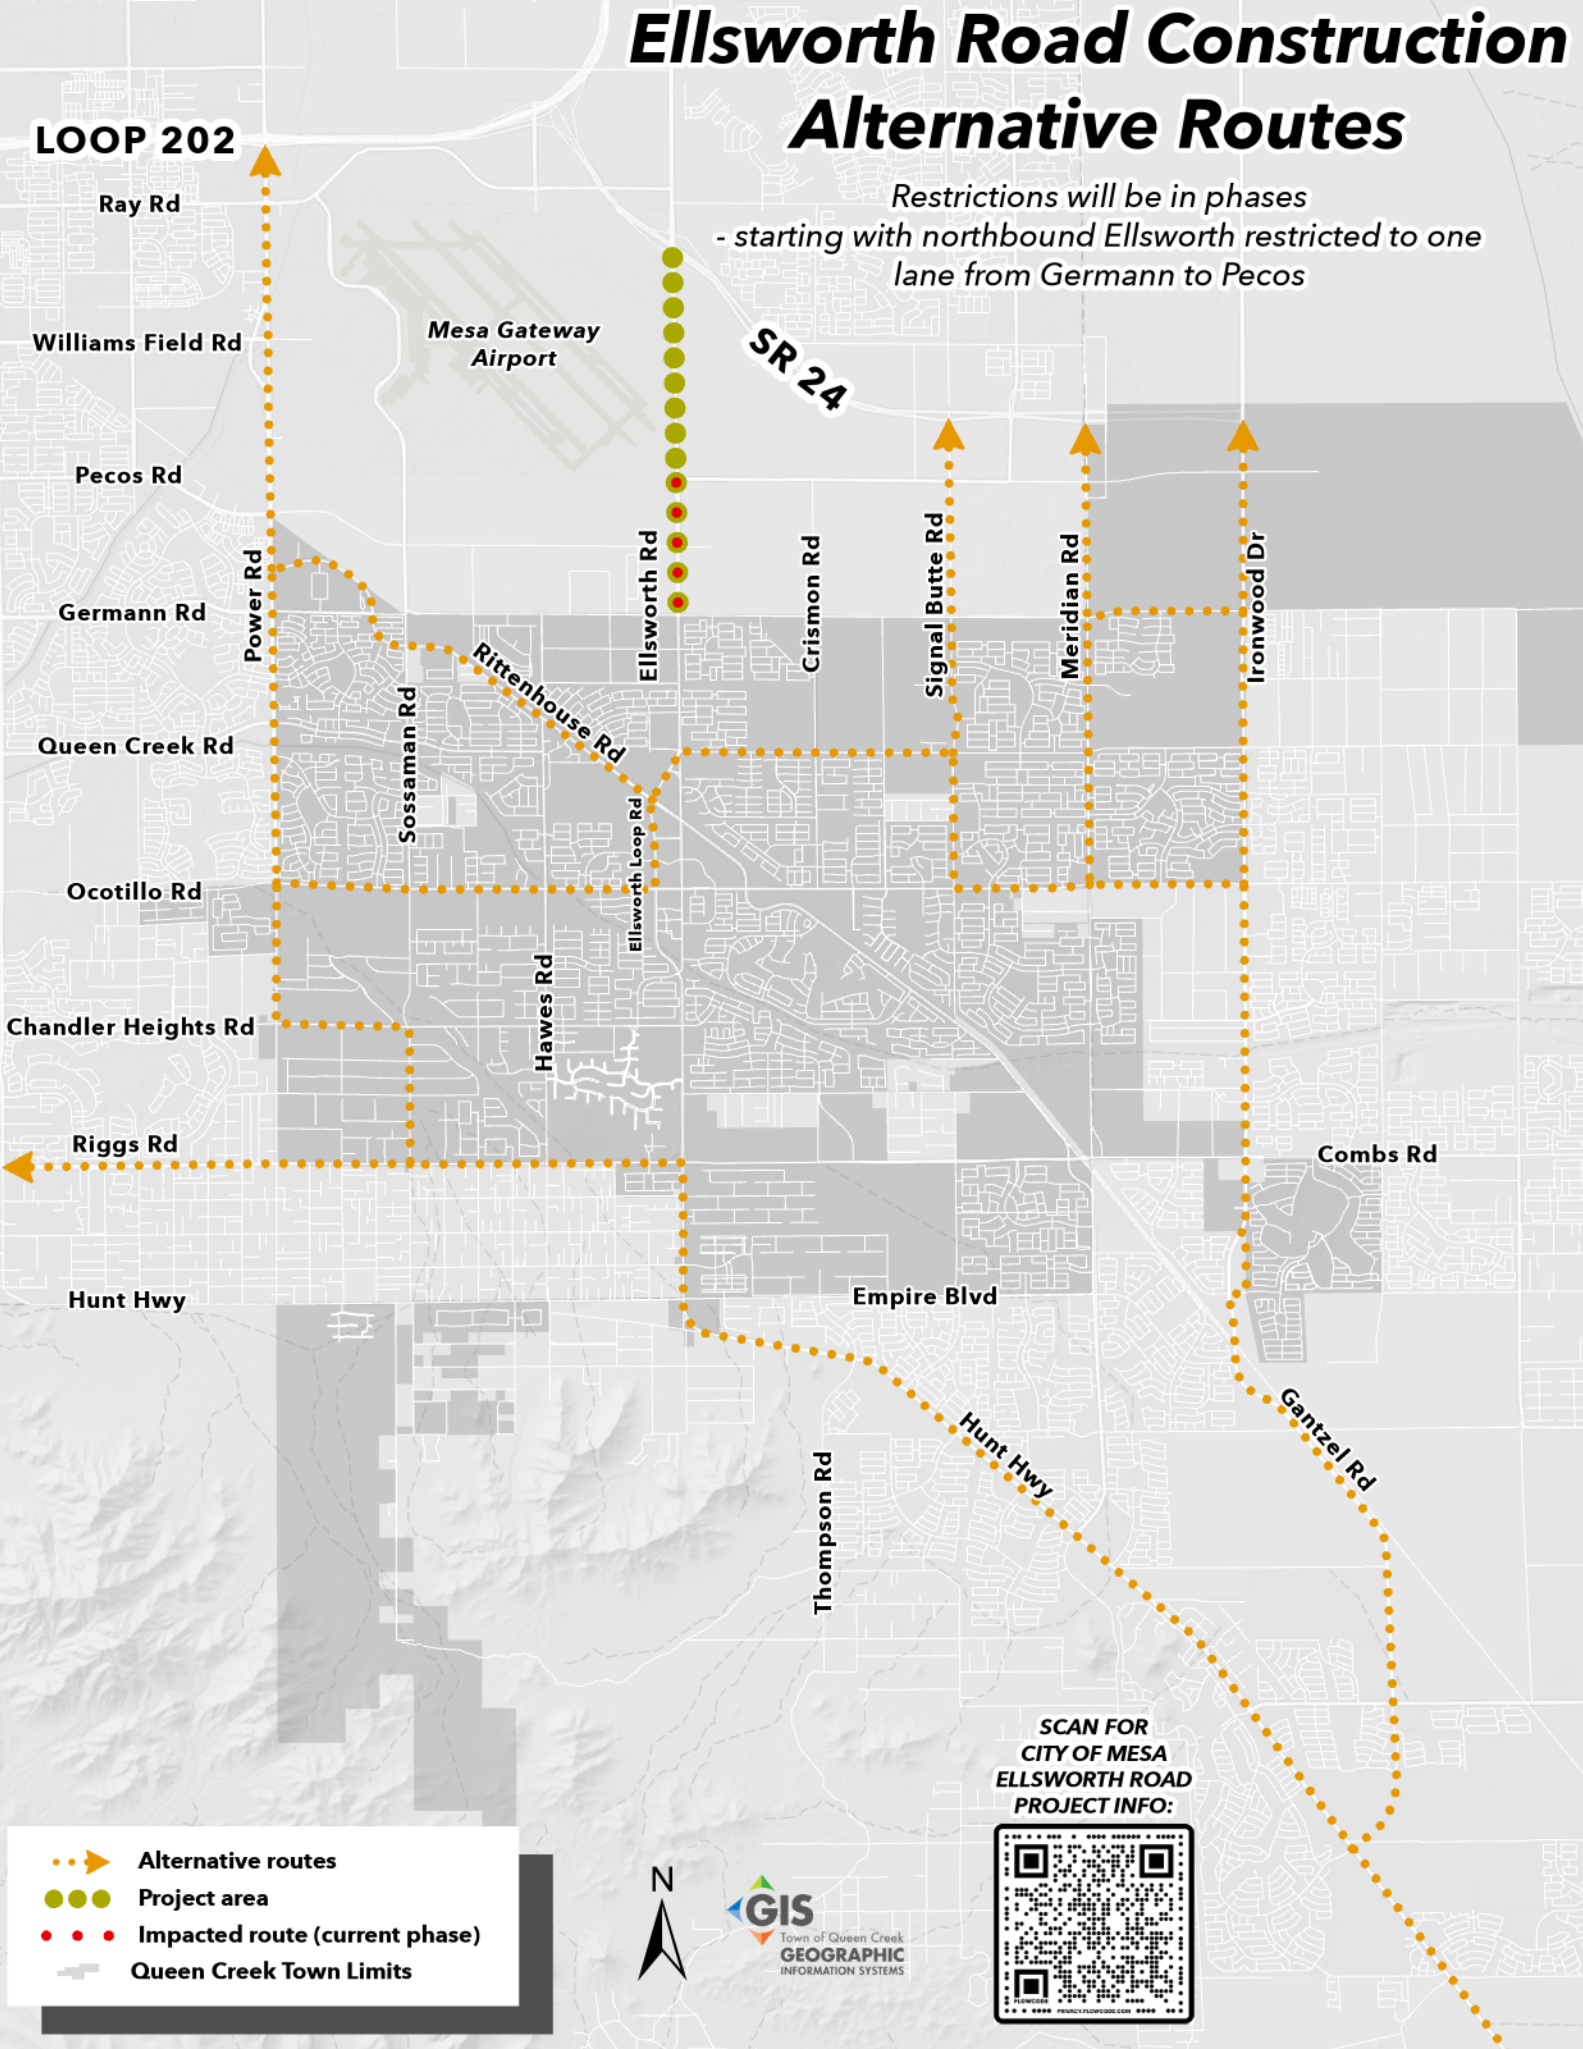 Ellsworth Road Construction
Alternative Routes
Restrictions will be in phases
- starting with northbound Ellsworth restricted to one
lane from Germann to Pecos
LOOP 202
Ray Rd
Williams Field Rd
Mesa Gateway
Airport
SR 24
Pecos Rd
Power Rd
Ellsworth Rd
Crismon Rd
Signal Butte Rd
Meridian Rd
Ironwood Dr
Germann Rd
Rittenhouse Rd
Queen Creek Rd
Sossaman Rd
Ellsworth Loop Rd
Ocotillo Rd
Hawes Rd
Chandler Heights Rd
Riggs Rd
Combs Rd
Hunt Hwy
Empire Blvd
Gantzel Rd
Hunt Hwy
Thompson Rd
SCAN FOR
CITY OF MESA
ELLSWORTH ROAD
PROJECT INFO:
FLOWCODE
PRIVACY.FLOWCODE.COM
Alternative routes
Project area
Impacted route (current phase)
Queen Creek Town Limits
N
GIS
Town of Queen Creek
GEOGRAPHIC
INFORMATION SYSTEMS